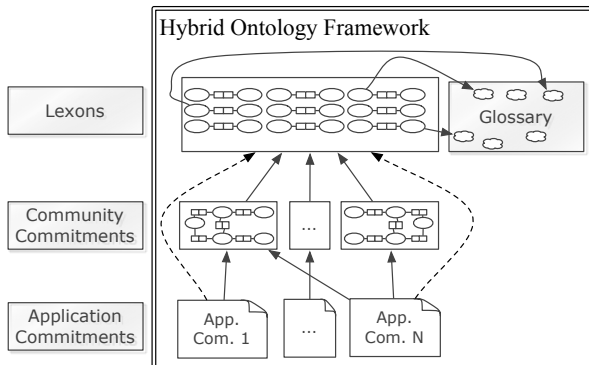 Hybrid Ontology Framework
Lexons
Glossary
Community
Commitments
...
Application
Commitments
App.
Com. 1
...
App.
Com. N